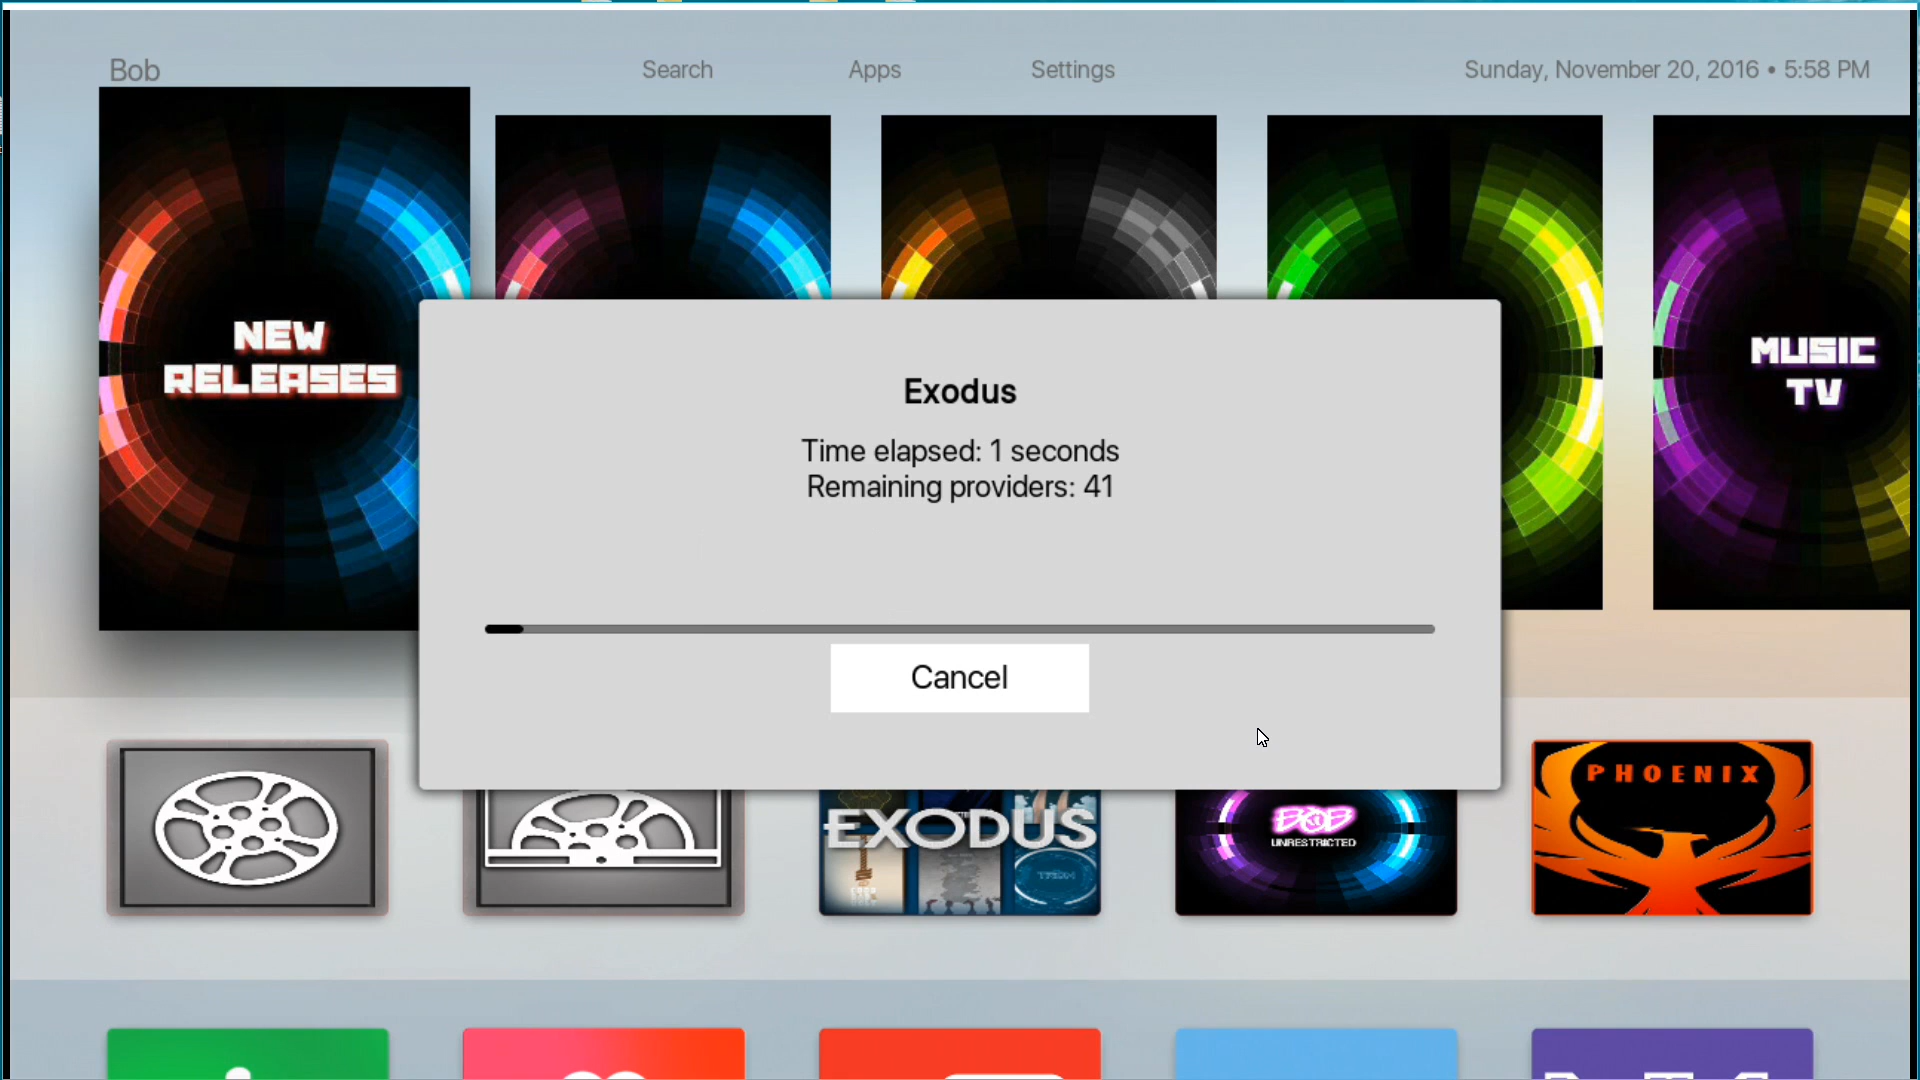 Bob
Search
Apps
Settings
Sunday, November 20, 2016 • 5:58 PM
NEW
RELEASES
MUSIC
TV
Exodus
Time elapsed: 1 seconds
Remaining providers: 41
Cancel
EXODUS
BOB
UNRESTRICTED
PHOENIX